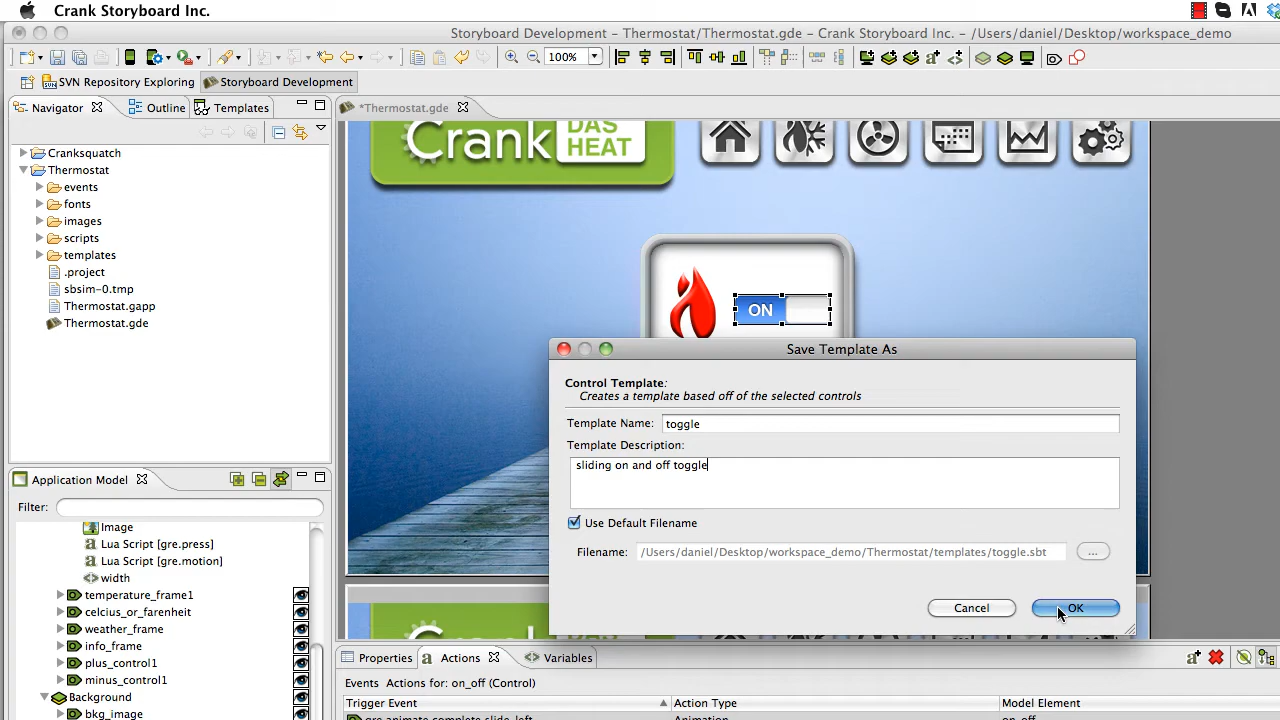 Crank Storyboard Inc.
Storyboard Development - Thermostat/Thermostat.gde - Crank Storyboard Inc. - /Users/daniel/Desktop/workspace_demo
100%
SVN Repository Exploring
Storyboard Development
Navigator
Outline
Templates
*Thermostat.gde
Cranksquatch
Thermostat
events
fonts
images
scripts
templates
.project
sbsim-0.tmp
Thermostat.gapp
Thermostat.gde
Crank
DAS
HEAT
ON
Save Template As
Control Template:
Creates a template based off of the selected controls
Template Name:
toggle
Template Description:
sliding on and off toggle
Use Default Filename
Filename:
/Users/daniel/Desktop/workspace_demo/Thermostat/templates/toggle.sbt
...
Cancel
OK
Application Model
Filter:
Image
Lua Script [gre.press]
Lua Script [gre.motion]
width
temperature_frame1
celcius_or_farenheit
weather_frame
info_frame
plus_control1
minus_control1
Background
bkg_image
Properties
Actions
Variables
Events Actions for: on_off (Control)
Trigger Event
Action Type
Model Element
gre.animate.complete.slide_left
Animation
on_off